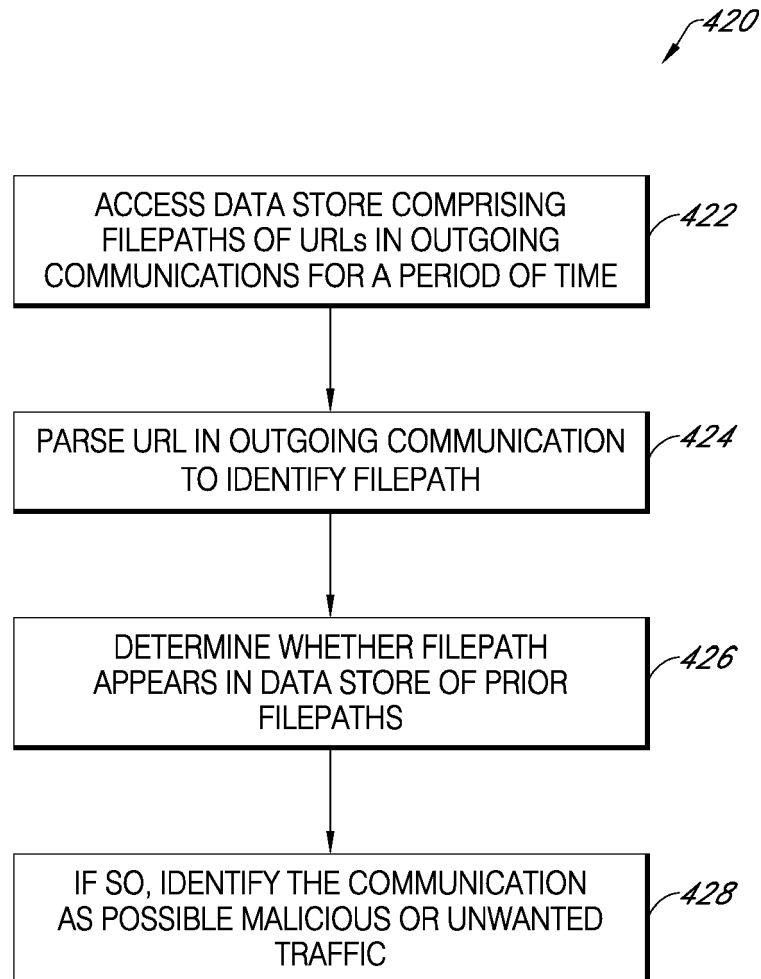 420
ACCESS DATA STORE COMPRISING
FILEPATHS OF URLs IN OUTGOING
COMMUNICATIONS FOR A PERIOD OF TIME
422
PARSE URL IN OUTGOING COMMUNICATION
TO IDENTIFY FILEPATH
424
DETERMINE WHETHER FILEPATH
APPEARS IN DATA STORE OF PRIOR
FILEPATHS
426
IF SO, IDENTIFY THE COMMUNICATION
AS POSSIBLE MALICIOUS OR UNWANTED
TRAFFIC
428